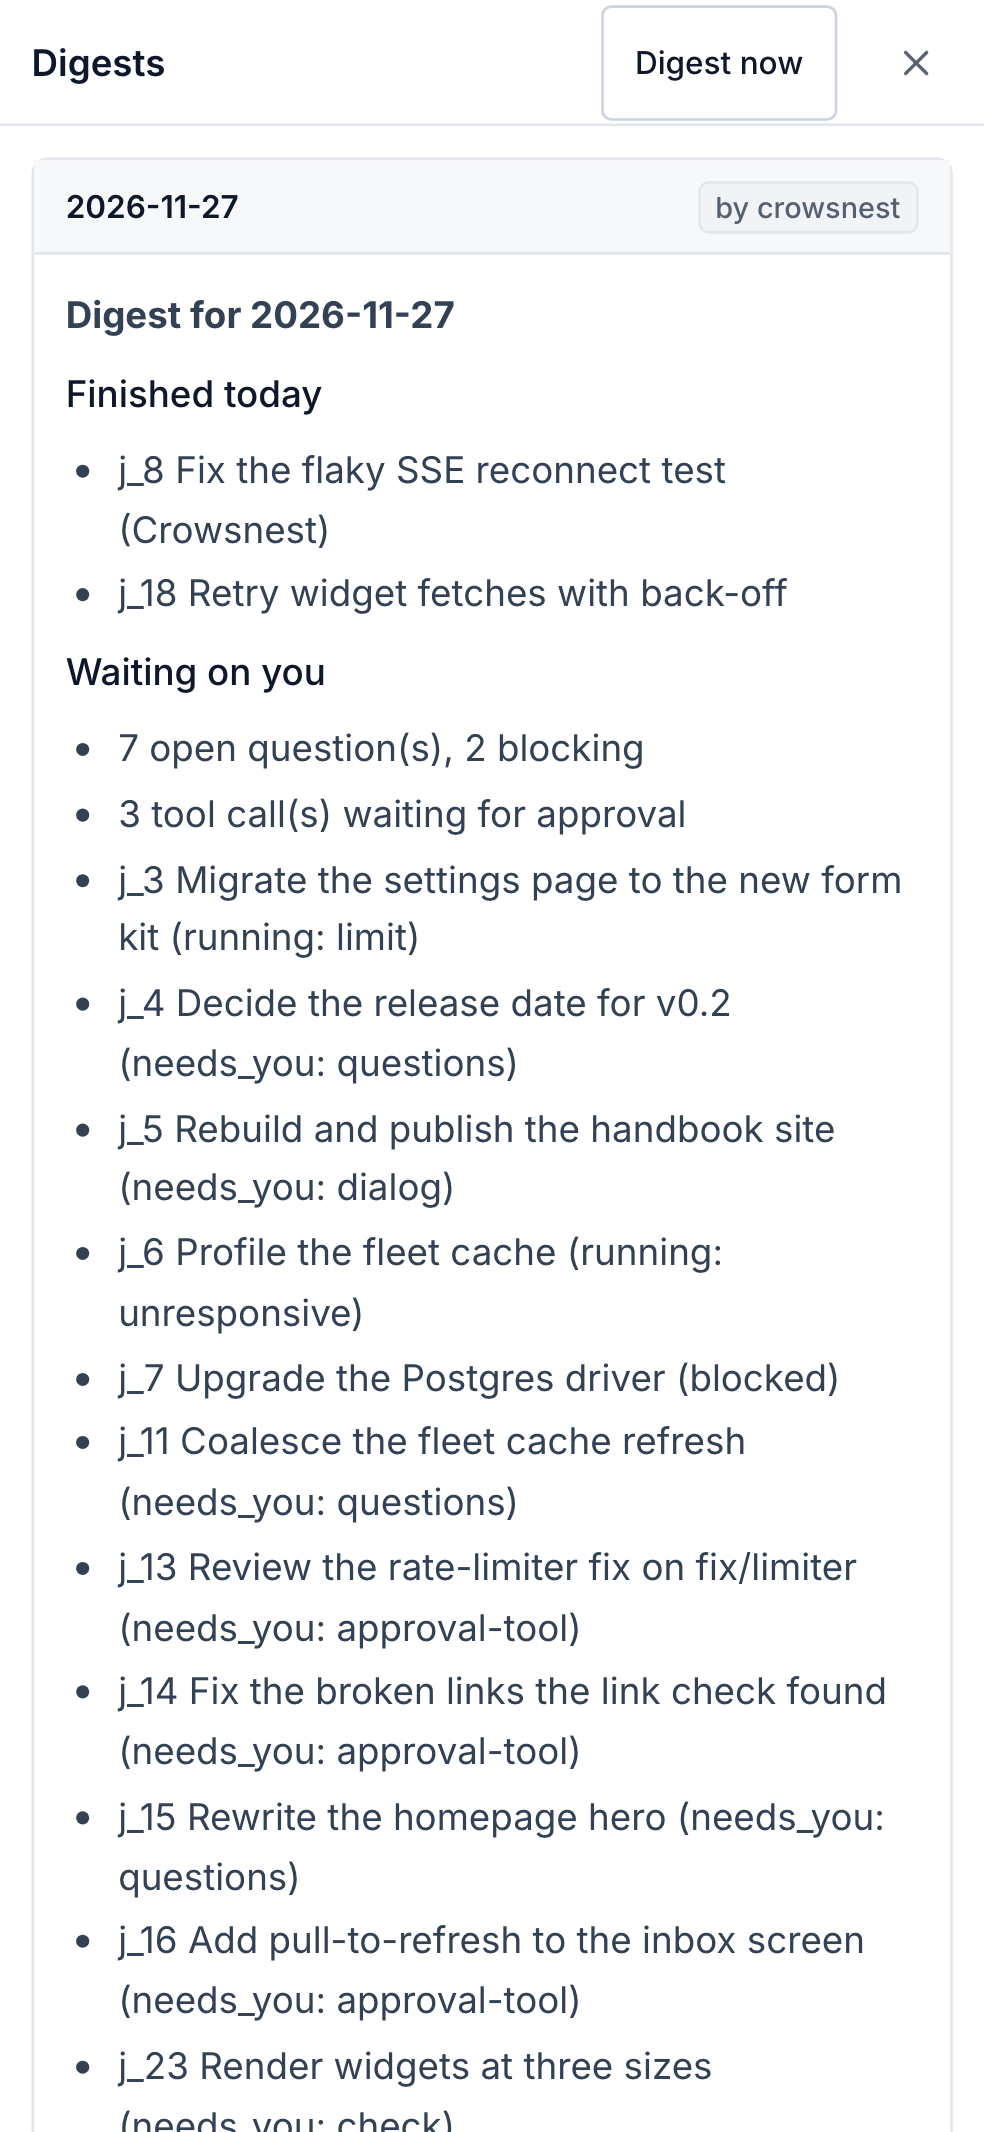 Digests
Digest now
2026-11-27
by crowsnest
Digest for 2026-11-27
Finished today
j_8 Fix the flaky SSE reconnect test
(Crowsnest)
j_18 Retry widget fetches with back-off
Waiting on you
7 open question(s), 2 blocking
3 tool call(s) waiting for approval
j_3 Migrate the settings page to the new form
kit (running: limit)
j_4 Decide the release date for v0.2
(needs_you: questions)
j_5 Rebuild and publish the handbook site
(needs_you: dialog)
j_6 Profile the fleet cache (running:
unresponsive)
j_7 Upgrade the Postgres driver (blocked)
j_11 Coalesce the fleet cache refresh
(needs_you: questions)
j_13 Review the rate-limiter fix on fix/limiter
(needs_you: approval-tool)
j_14 Fix the broken links the link check found
(needs_you: approval-tool)
j_15 Rewrite the homepage hero (needs_you:
questions)
j_16 Add pull-to-refresh to the inbox screen
(needs_you: approval-tool)
j_23 Render widgets at three sizes
(needs_you: check)